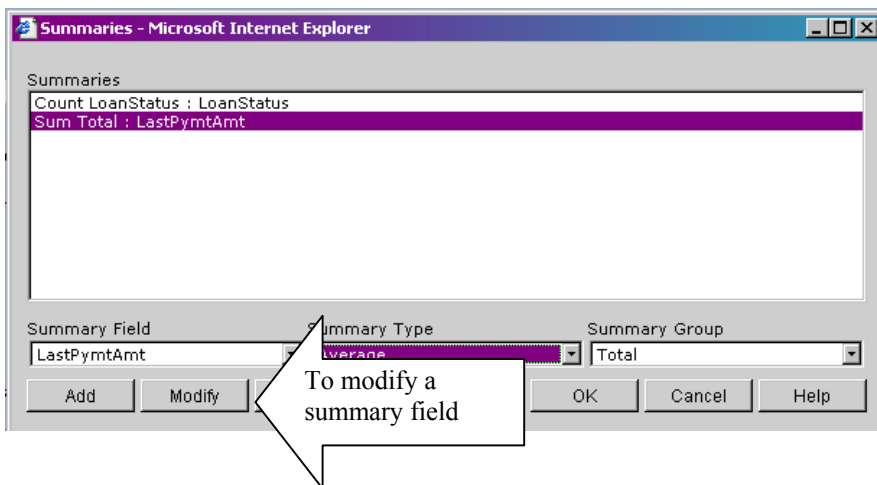 Summaries - Microsoft Internet Explorer
Summaries
Count LoanStatus : LoanStatus
Sum Total : LastPymtAmt
Summary Field Summary Type Summary Group
LastPymtAmt Average Total
Add Modify OK Cancel Help
To modify a
summary field